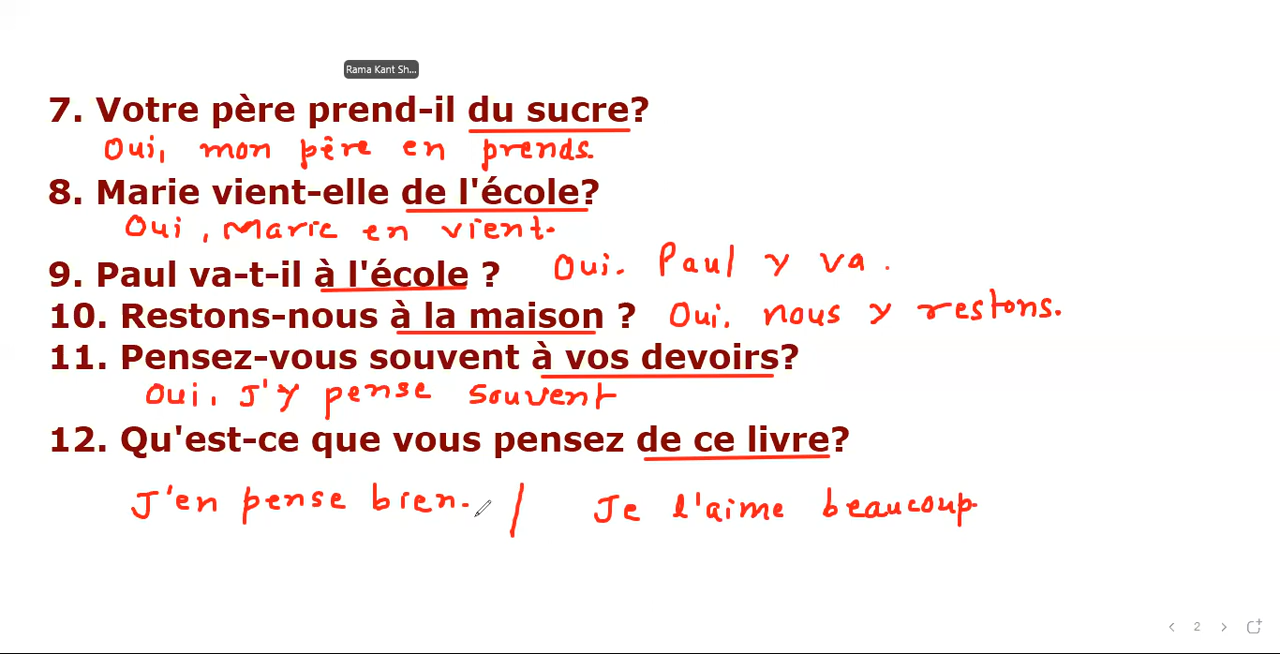 Rama Kant Sh...
7. Votre père prend-il du sucre?
Oui, mon père en prends.
8. Marie vient-elle de l'école?
Oui, Marie en vient.
9. Paul va-t-il à l'école ? Oui. Paul y va.
10. Restons-nous à la maison ? Oui. nous y restons.
11. Pensez-vous souvent à vos devoirs?
Oui, J'y pense souvent
12. Qu'est-ce que vous pensez de ce livre?
J'en pense bien. / Je l'aime beaucoup.
2